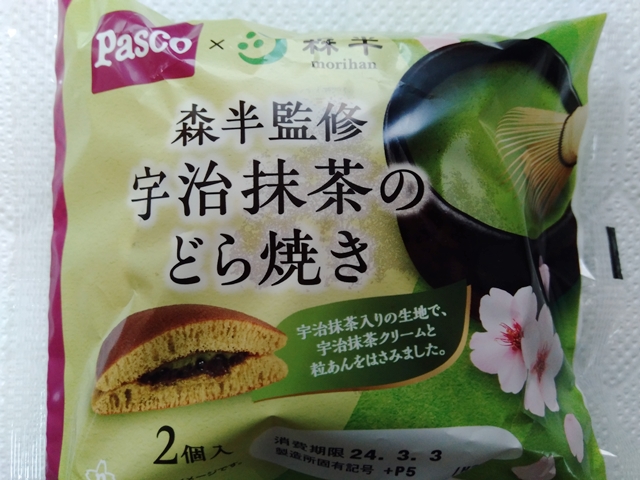 Pasco × 森半
morihan
森半監修
宇治抹茶の
どら焼き
宇治抹茶入りの生地で、
宇治抹茶クリームと
粒あんをはさみました。
2個入
消費期限 24. 3. 3
製造所固有記号 +P5